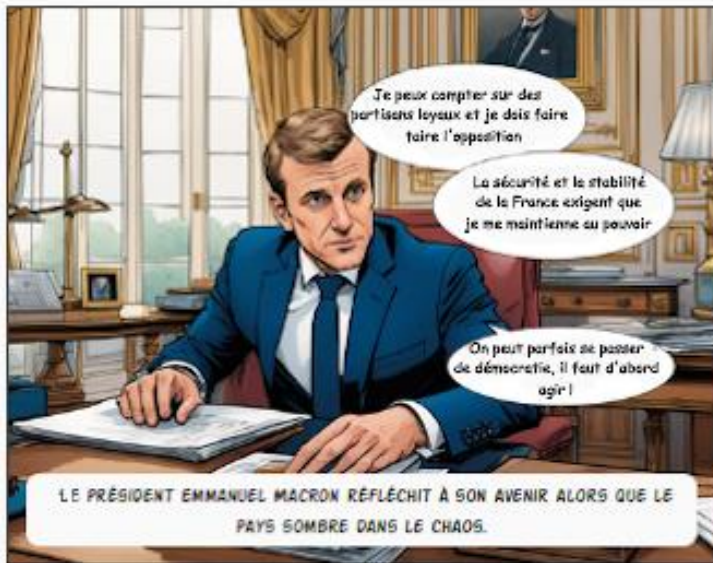 Je peux compter sur des
partisans loyaux et je dois faire
taire l'opposition
La sécurité et la stabilité
de la France exigent que
je me maintienne au pouvoir
On peut parfois se passer
de démocratie, il faut d'abord
agir !
LE PRÉSIDENT EMMANUEL MACRON RÉFLÉCHIT À SON AVENIR ALORS QUE LE
PAYS SOMBRE DANS LE CHAOS.